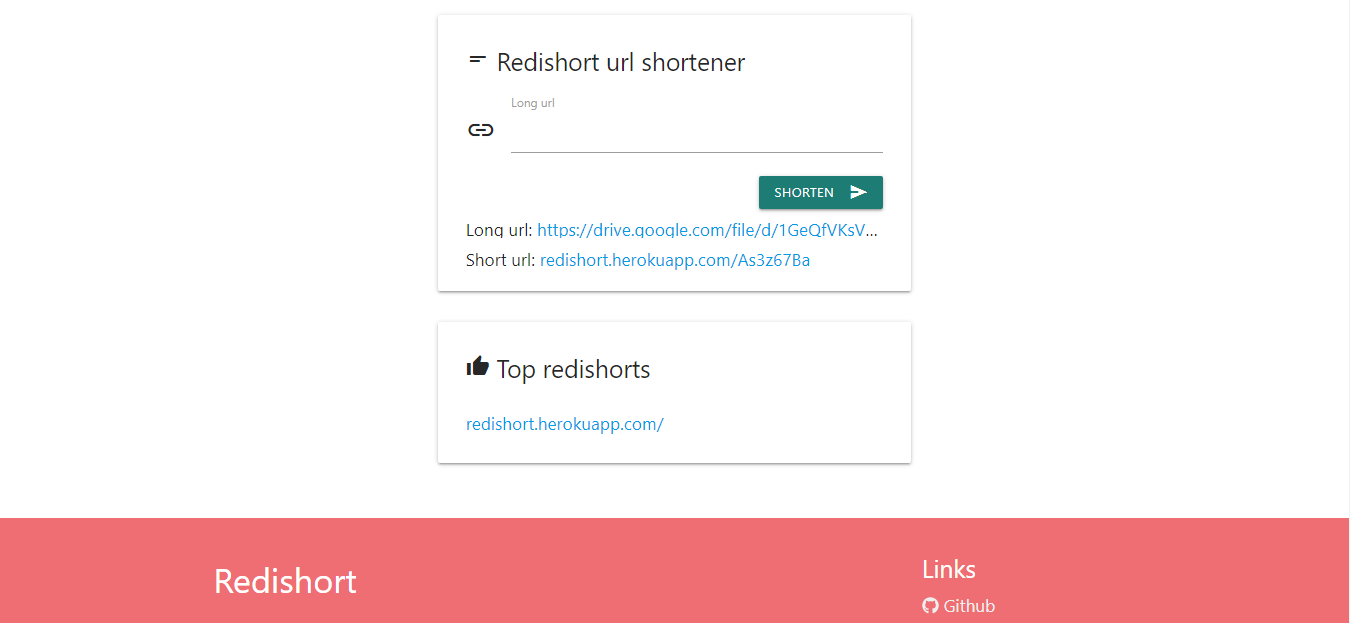 Redishort url shortener
Long url
SHORTEN
Long url: https://drive.google.com/file/d/1GeQfVKsV...
Short url: redishort.herokuapp.com/As3z67Ba
Top redishorts
redishort.herokuapp.com/
Redishort
Links
Github